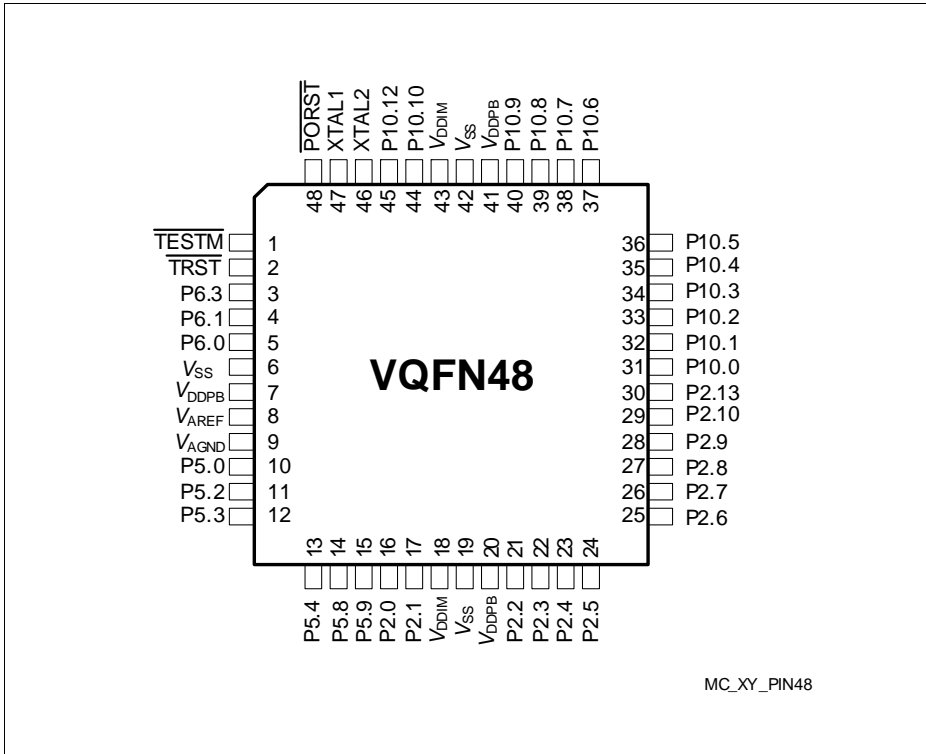 PORST
XTAL1
XTAL2
P10.12
P10.10
VDDIM
VSS
VDDPB
P10.9
P10.8
P10.7
P10.6
48
47
46
45
44
43
42
41
40
39
38
37
TESTM 1
TRST 2
P6.3 3
P6.1 4
P6.0 5
VSS 6
VDDPB 7
VAREF 8
VAGND 9
P5.0 10
P5.2 11
P5.3 12
VQFN48
36 P10.5
35 P10.4
34 P10.3
33 P10.2
32 P10.1
31 P10.0
30 P2.13
29 P2.10
28 P2.9
27 P2.8
26 P2.7
25 P2.6
13
14
15
16
17
18
19
20
21
22
23
24
P5.4
P5.8
P5.9
P2.0
P2.1
VDDIM
VSS
VDDPB
P2.2
P2.3
P2.4
P2.5
MC_XY_PIN48